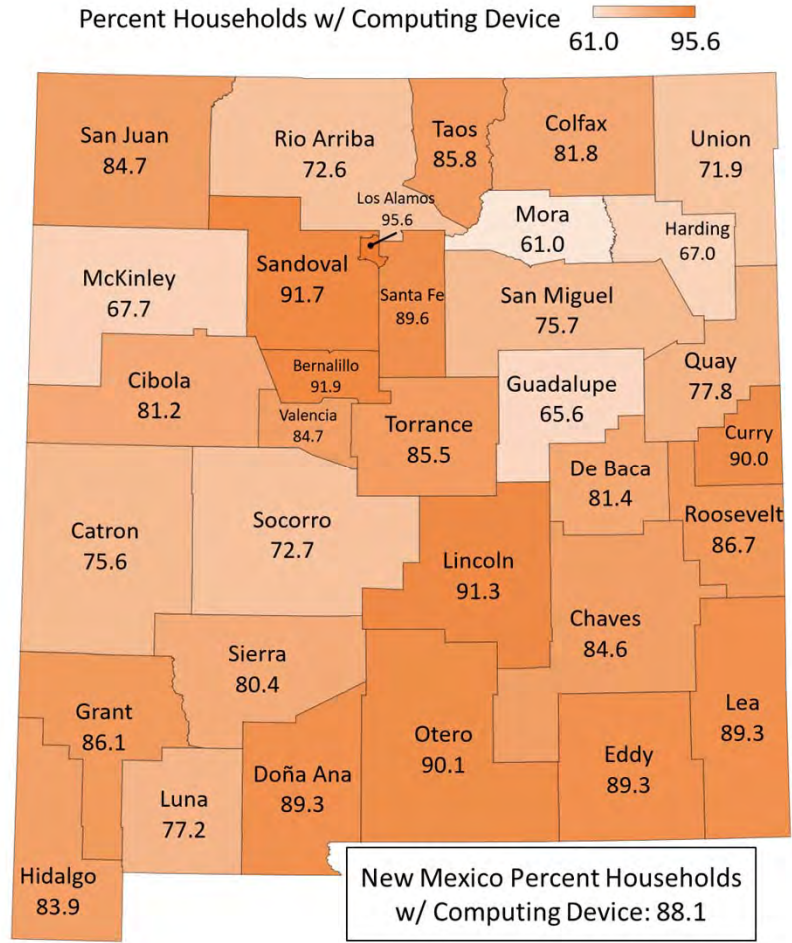 Percent Households w/ Computing Device
61.0 95.6
San Juan
84.7
Rio Arriba
72.6
Taos
85.8
Colfax
81.8
Union
71.9
Los Alamos
95.6
Mora
61.0
Harding
67.0
McKinley
67.7
Sandoval
91.7
Santa Fe
89.6
San Miguel
75.7
Cibola
81.2
Bernalillo
91.9
Valencia
84.7
Torrance
85.5
Guadalupe
65.6
Quay
77.8
Curry
90.0
De Baca
81.4
Roosevelt
86.7
Catron
75.6
Socorro
72.7
Lincoln
91.3
Chaves
84.6
Sierra
80.4
Grant
86.1
Otero
90.1
Lea
89.3
Eddy
89.3
Doña Ana
89.3
Luna
77.2
Hidalgo
83.9
New Mexico Percent Households
w/ Computing Device: 88.1